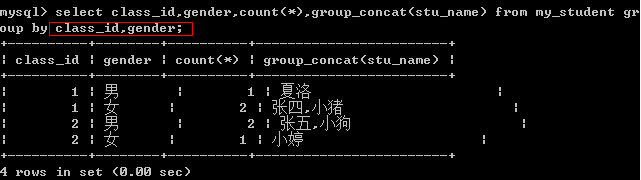 mysql> select class_id,gender,count(*),group_concat(stu_name) from my_student gr
oup by class_id,gender;
+----------+--------+----------+------------------------+
| class_id | gender | count(*) | group_concat(stu_name) |
+----------+--------+----------+------------------------+
| 1 | 男 | 1 | 夏洛 |
| 1 | 女 | 2 | 张四,小猪 |
| 2 | 男 | 2 | 张五,小狗 |
| 2 | 女 | 1 | 小婷 |
+----------+--------+----------+------------------------+
4 rows in set (0.00 sec)